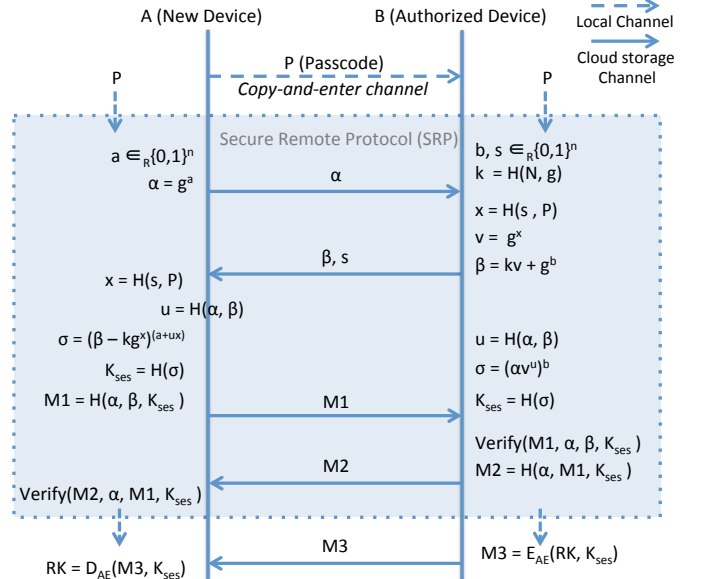 A (New Device)
B (Authorized Device)
Local Channel
Cloud storage
Channel
P
P (Passcode)
Copy-and-enter channel
P
Secure Remote Protocol (SRP)
a ∈R{0,1}ⁿ
α = gᵃ
α
b, s ∈R{0,1}ⁿ
k = H(N, g)
x = H(s , P)
v = gˣ
β = kv + gᵇ
β, s
x = H(s, P)
u = H(α, β)
σ = (β – kgˣ)⁽ᵃ⁺ᵘˣ⁾
Kses = H(σ)
M1 = H(α, β, Kses )
M1
u = H(α, β)
σ = (αvᵘ)ᵇ
Kses = H(σ)
Verify(M1, α, β, Kses )
M2 = H(α, M1, Kses )
M2
Verify(M2, α, M1, Kses )
M3
M3 = EAE(RK, Kses)
RK = DAE(M3, Kses)